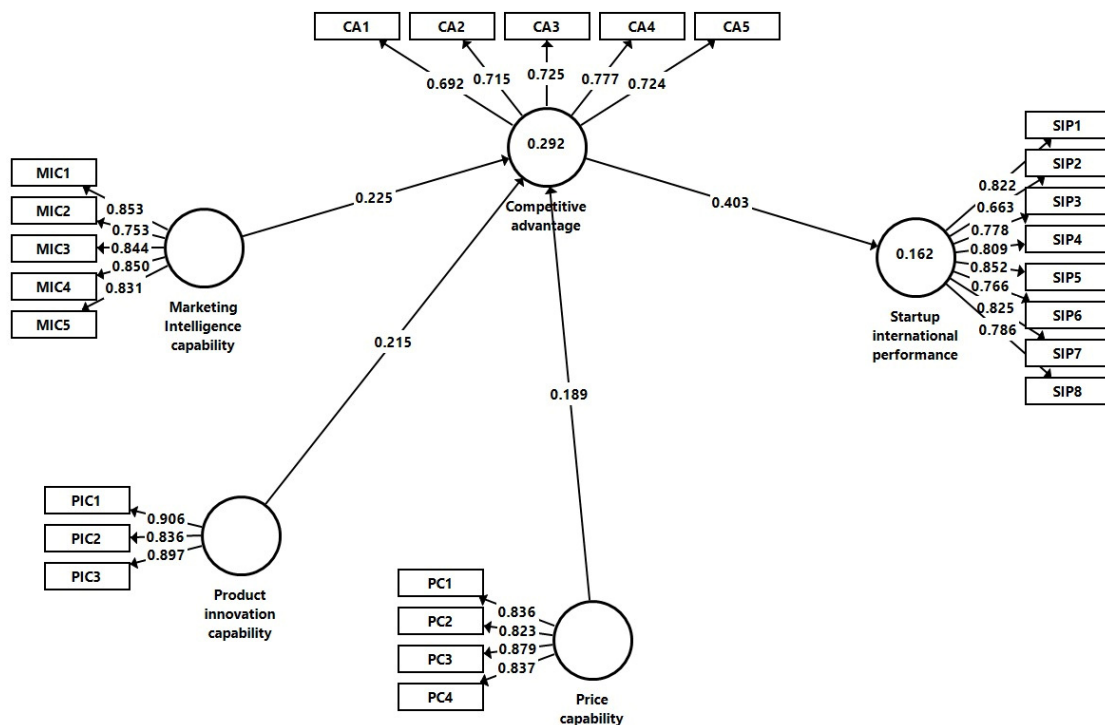 CA1 CA2 CA3 CA4 CA5
0.692 0.715 0.725 0.777 0.724
0.292
Competitive
advantage
MIC1
MIC2
MIC3
MIC4
MIC5
0.853
0.753
0.844
0.850
0.831
Marketing
Intelligence
capability
0.225
0.403
SIP1
SIP2
SIP3
SIP4
SIP5
SIP6
SIP7
SIP8
0.822
0.663
0.778
0.809
0.852
0.766
0.825
0.786
0.162
Startup
international
performance
0.215
0.189
PIC1
PIC2
PIC3
0.906
0.836
0.897
Product
innovation
capability
PC1
PC2
PC3
PC4
0.836
0.823
0.879
0.837
Price
capability